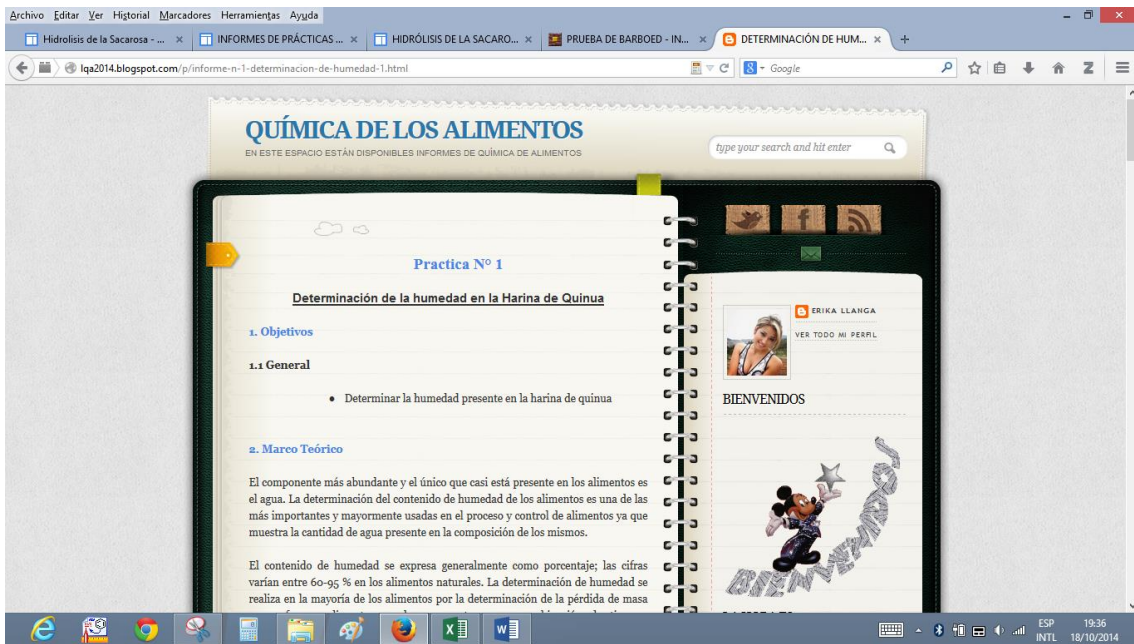 Archivo Editar Ver Historial Marcadores Herramientas Ayuda
Hidrolisis de la Sacarosa - ...
INFORMES DE PRÁCTICAS ...
HIDRÓLISIS DE LA SACARO...
PRUEBA DE BARBOED - IN...
DETERMINACIÓN DE HUM...
lqa2014.blogspot.com/p/informe-n-1-determinacion-de-humedad-1.html
Google
QUÍMICA DE LOS ALIMENTOS
EN ESTE ESPACIO ESTÁN DISPONIBLES INFORMES DE QUÍMICA DE ALIMENTOS
type your search and hit enter
Practica N° 1
Determinación de la humedad en la Harina de Quinua
1. Objetivos
1.1 General
• Determinar la humedad presente en la harina de quinua
2. Marco Teórico
El componente más abundante y el único que casi está presente en los alimentos es
el agua. La determinación del contenido de humedad de los alimentos es una de las
más importantes y mayormente usadas en el proceso y control de alimentos ya que
muestra la cantidad de agua presente en la composición de los mismos.
El contenido de humedad se expresa generalmente como porcentaje; las cifras
varían entre 60-95 % en los alimentos naturales. La determinación de humedad se
realiza en la mayoría de los alimentos por la determinación de la pérdida de masa
ERIKA LLANGA
VER TODO MI PERFIL
BIENVENIDOS
BIENVENIDOS
ESP
INTL
19:36
18/10/2014